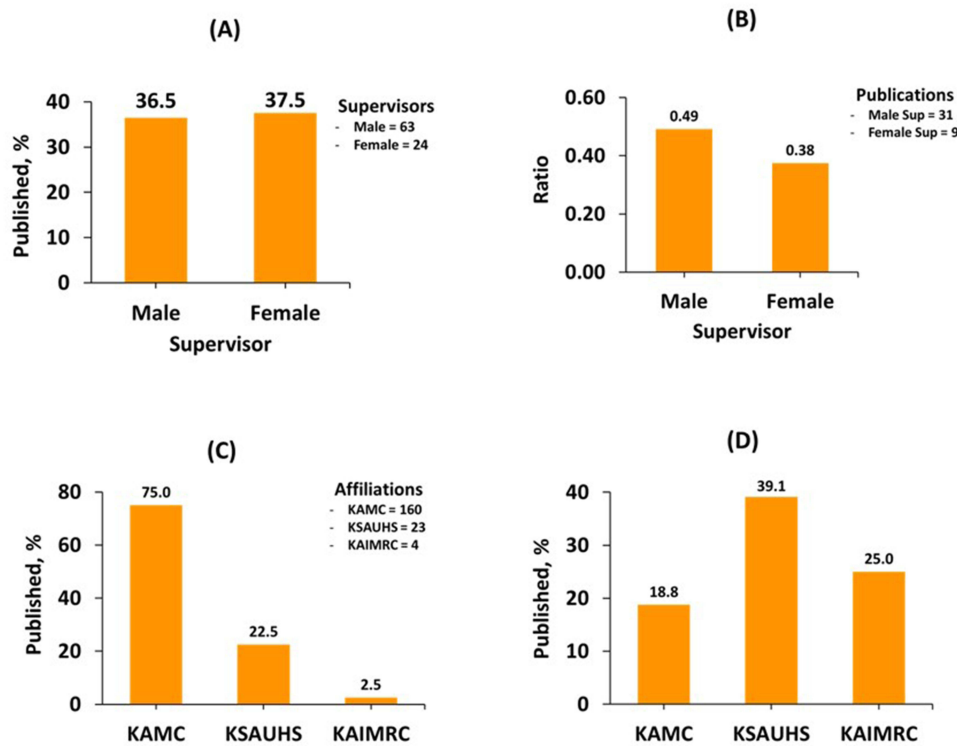 (A)
Published, %
40
30
20
10
0
36.5
37.5
Supervisors
- Male = 63
- Female = 24
Male
Female
Supervisor
(B)
Ratio
0.60
0.40
0.20
0.00
0.49
0.38
Publications
- Male Sup = 31
- Female Sup = 9
Male
Female
Supervisor
(C)
Published, %
80
60
40
20
0
75.0
22.5
2.5
Affiliations
- KAMC = 160
- KSAUHS = 23
- KAIMRC = 4
KAMC
KSAUHS
KAIMRC
(D)
Published, %
40
30
20
10
0
18.8
39.1
25.0
KAMC
KSAUHS
KAIMRC